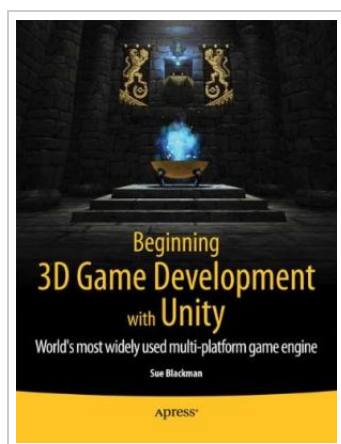 Beginning
3D Game Development
with Unity
World's most widely used multi-platform game engine
Sue Blackman
Apress®